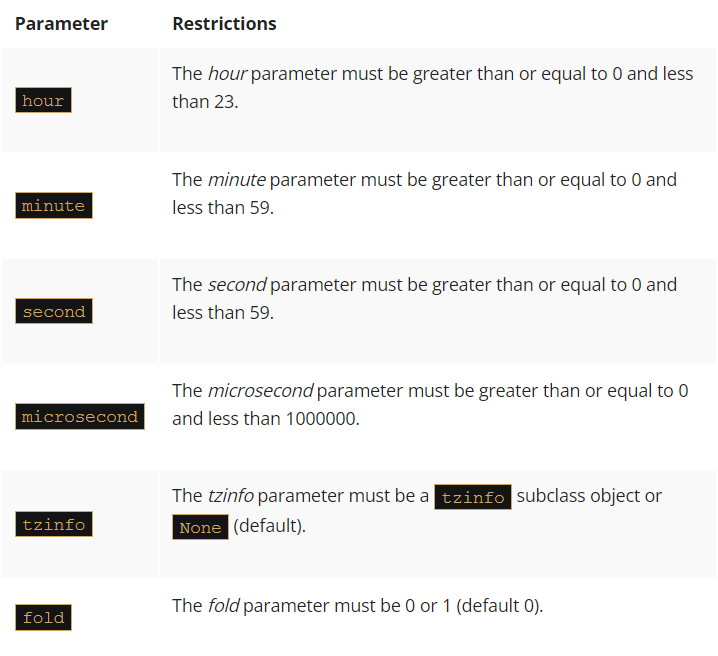 Parameter Restrictions
hour
The hour parameter must be greater than or equal to 0 and less
than 23.
minute
The minute parameter must be greater than or equal to 0 and
less than 59.
second
The second parameter must be greater than or equal to 0 and
less than 59.
microsecond
The microsecond parameter must be greater than or equal to 0
and less than 1000000.
tzinfo
The tzinfo parameter must be a tzinfo subclass object or
None (default).
fold
The fold parameter must be 0 or 1 (default 0).